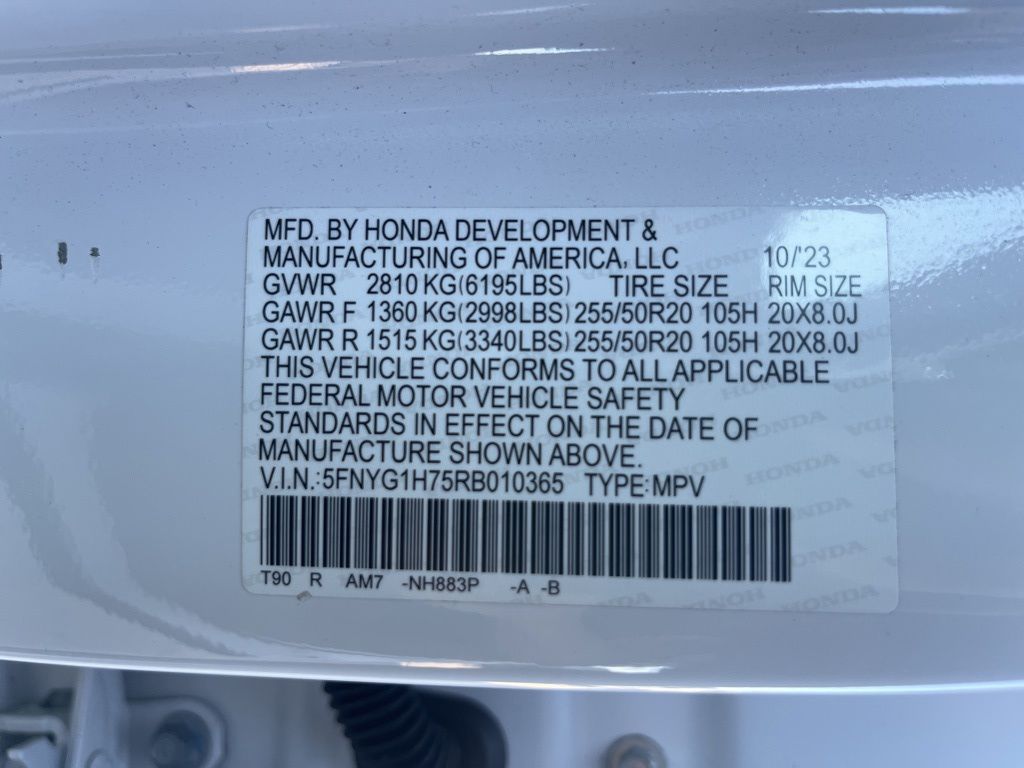 MFD. BY HONDA DEVELOPMENT &
MANUFACTURING OF AMERICA, LLC 10/'23
GVWR 2810 KG(6195LBS) TIRE SIZE RIM SIZE
GAWR F 1360 KG(2998LBS) 255/50R20 105H 20X8.0J
GAWR R 1515 KG(3340LBS) 255/50R20 105H 20X8.0J
THIS VEHICLE CONFORMS TO ALL APPLICABLE
FEDERAL MOTOR VEHICLE SAFETY
STANDARDS IN EFFECT ON THE DATE OF
MANUFACTURE SHOWN ABOVE.
V.I.N.:5FNYG1H75RB010365 TYPE:MPV
T90 R AM7 -NH883P -A -B